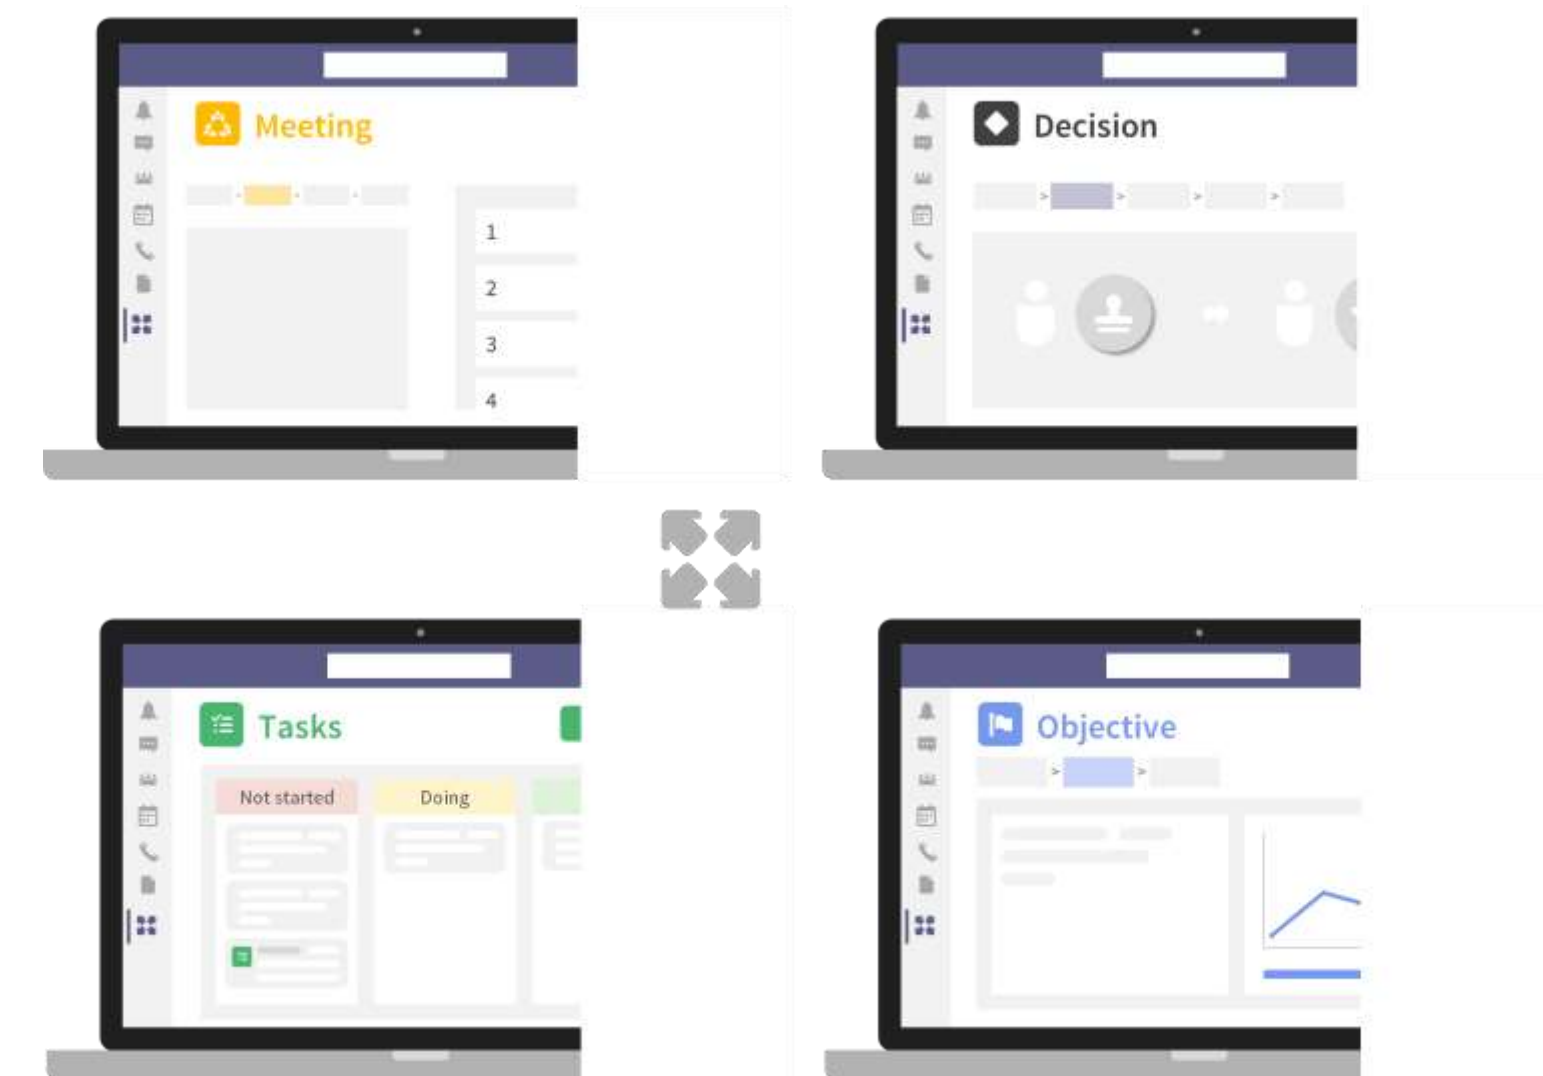 Meeting
1
2
3
4
Decision
>
>
>
>
Tasks
Not started
Doing
Objective
>
>